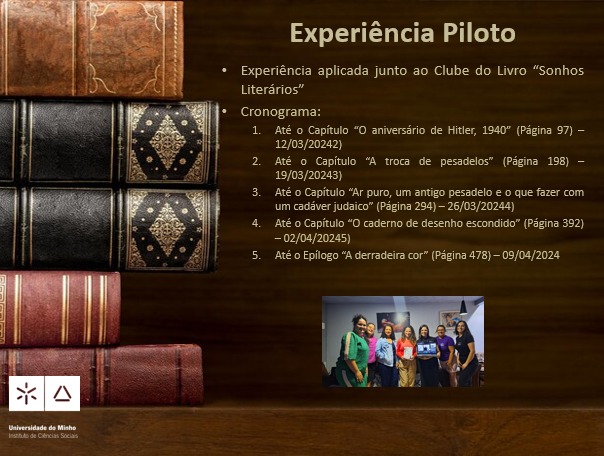 Experiência Piloto
• Experiência aplicada junto ao Clube do Livro “Sonhos
Literários”
• Cronograma:
1. Até o Capítulo “O aniversário de Hitler, 1940” (Página 97) –
12/03/20242)
2. Até o Capítulo “A troca de pesadelos” (Página 198) –
19/03/20243)
3. Até o Capítulo “Ar puro, um antigo pesadelo e o que fazer com
um cadáver judaico” (Página 294) – 26/03/20244)
4. Até o Capítulo “O caderno de desenho escondido” (Página 392)
– 02/04/20245)
5. Até o Epílogo “A derradeira cor” (Página 478) – 09/04/2024
Universidade do Minho
Instituto de Ciências Sociais